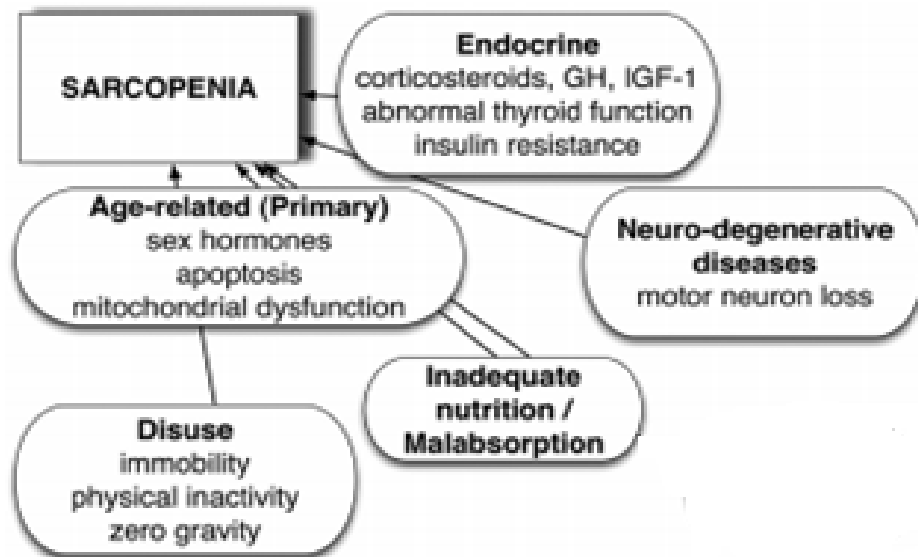 SARCOPENIA
Endocrine
corticosteroids, GH, IGF-1
abnormal thyroid function
insulin resistance
Age-related (Primary)
sex hormones
apoptosis
mitochondrial dysfunction
Neuro-degenerative
diseases
motor neuron loss
Inadequate
nutrition /
Malabsorption
Disuse
immobility
physical inactivity
zero gravity